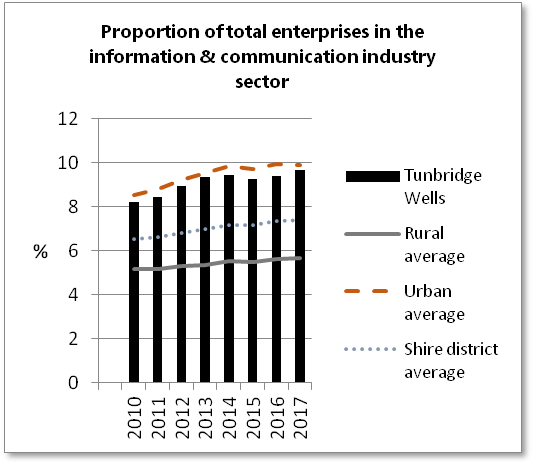 Proportion of total enterprises in the
information & communication industry
sector
12
10
8
6
4
2
0
%
2010
2011
2012
2013
2014
2015
2016
2017
Tunbridge
Wells
Rural
average
Urban
average
Shire district
average